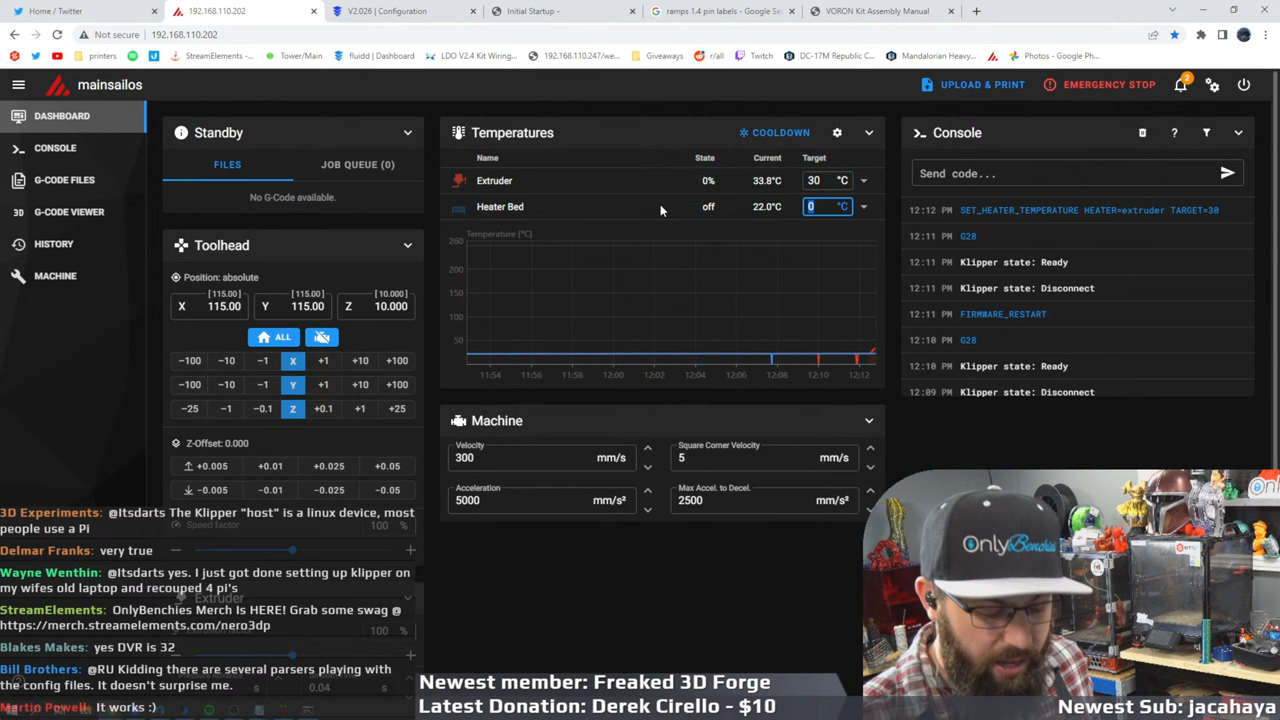 Home / Twitter
192.168.110.202
V2.026 | Configuration
Initial Startup -
ramps 1.4 pin labels - Google Se
VORON Kit Assembly Manual
Not secure
192.168.110.202
printers
StreamElements -...
Tower/Main
fluidd | Dashboard
LDO V2.4 Kit Wiring...
192.168.110.247/we...
Giveaways
r/all
Twitch
DC-17M Republic C...
Mandalorian Heavy...
Photos - Google Ph...
mainsailos
UPLOAD & PRINT
EMERGENCY STOP
2
DASHBOARD
CONSOLE
G-CODE FILES
3D G-CODE VIEWER
HISTORY
MACHINE
Standby
FILES
JOB QUEUE (0)
No G-Code available.
Toolhead
Position: absolute
[115.00] [115.00] [10.000]
X 115.00 Y 115.00 Z 10.000
ALL
−100 −10 −1 X +1 +10 +100
−100 −10 −1 Y +1 +10 +100
−25 −1 −0.1 Z +0.1 +1 +25
Z-Offset: 0.000
+0.005 +0.01 +0.025 +0.05
−0.005 −0.01 −0.025 −0.05
Speed factor 100 %
Extruder
Extrusion factor 100 %
Pressure Advance
0.04 s
s
Temperatures
COOLDOWN
Name State Current Target
Extruder 0% 33.8°C 30 °C
Heater Bed off 22.0°C 0 °C
Temperature [°C]
260
200
150
100
50
11:54 11:56 11:58 12:00 12:02 12:04 12:06 12:08 12:10 12:12
Machine
Velocity
300 mm/s
Square Corner Velocity
5 mm/s
Acceleration
5000 mm/s²
Max Accel. to Decel.
2500 mm/s²
Console
Send code...
12:12 PM SET_HEATER_TEMPERATURE HEATER=extruder TARGET=30
12:11 PM G28
12:11 PM Klipper state: Ready
12:11 PM Klipper state: Disconnect
12:11 PM FIRMWARE_RESTART
12:10 PM G28
12:10 PM Klipper state: Ready
12:09 PM Klipper state: Disconnect
3D Experiments: @Itsdarts The Klipper "host" is a linux device, most
people use a Pi
Delmar Franks: very true
Wayne Wenthin: @Itsdarts yes. I just got done setting up klipper on
my wifes old laptop and recouped 4 pi's
StreamElements: OnlyBenchies Merch Is HERE! Grab some swag @
https://merch.streamelements.com/nero3dp
Blakes Makes: yes DVR is 32
Bill Brothers: @RU Kidding there are several parsers playing with
the config files. It doesn't surprise me.
Martin Powell: It works :)
OnlyBenchies
Newest member: Freaked 3D Forge
Latest Donation: Derek Cirello - $10
Newest Sub: jacahaya